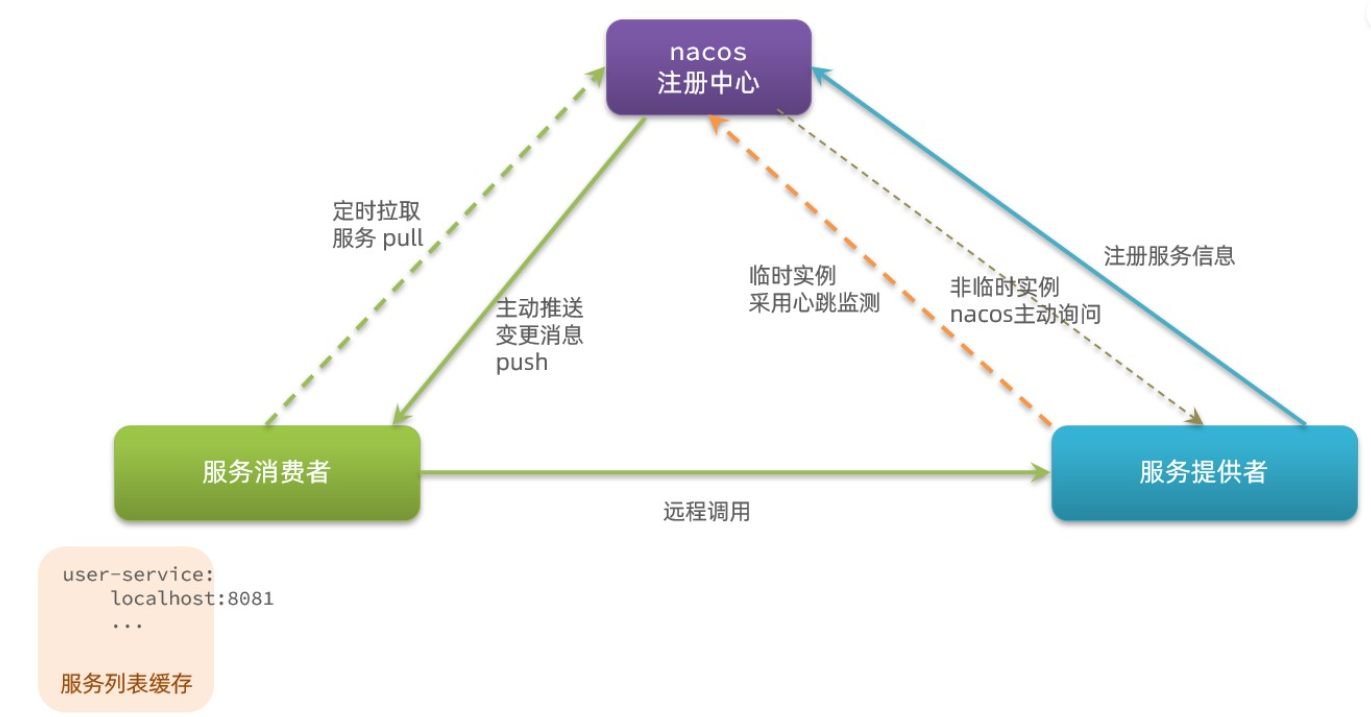 nacos
注册中心
定时拉取
服务 pull
主动推送
变更消息
push
临时实例
采用心跳监测
非临时实例
nacos主动询问
注册服务信息
服务消费者
服务提供者
远程调用
user-service:
localhost:8081
...
服务列表缓存